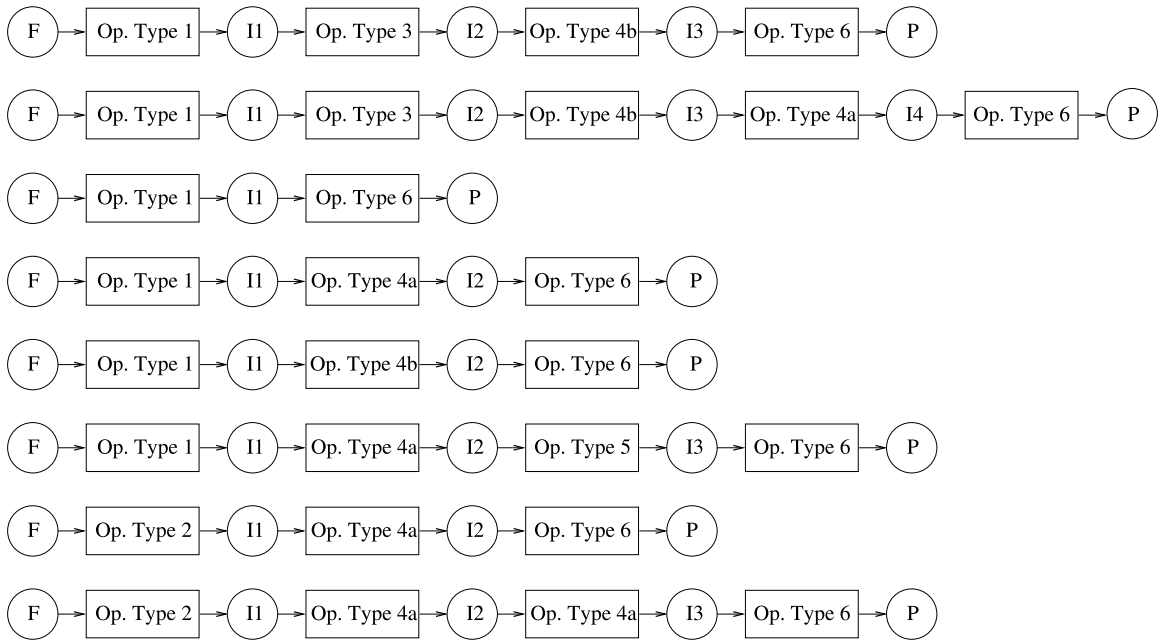 F Op. Type 1 I1 Op. Type 3 I2 Op. Type 4b I3 Op. Type 6 P
F Op. Type 1 I1 Op. Type 3 I2 Op. Type 4b I3 Op. Type 4a I4 Op. Type 6 P
F Op. Type 1 I1 Op. Type 6 P
F Op. Type 1 I1 Op. Type 4a I2 Op. Type 6 P
F Op. Type 1 I1 Op. Type 4b I2 Op. Type 6 P
F Op. Type 1 I1 Op. Type 4a I2 Op. Type 5 I3 Op. Type 6 P
F Op. Type 2 I1 Op. Type 4a I2 Op. Type 6 P
F Op. Type 2 I1 Op. Type 4a I2 Op. Type 4a I3 Op. Type 6 P